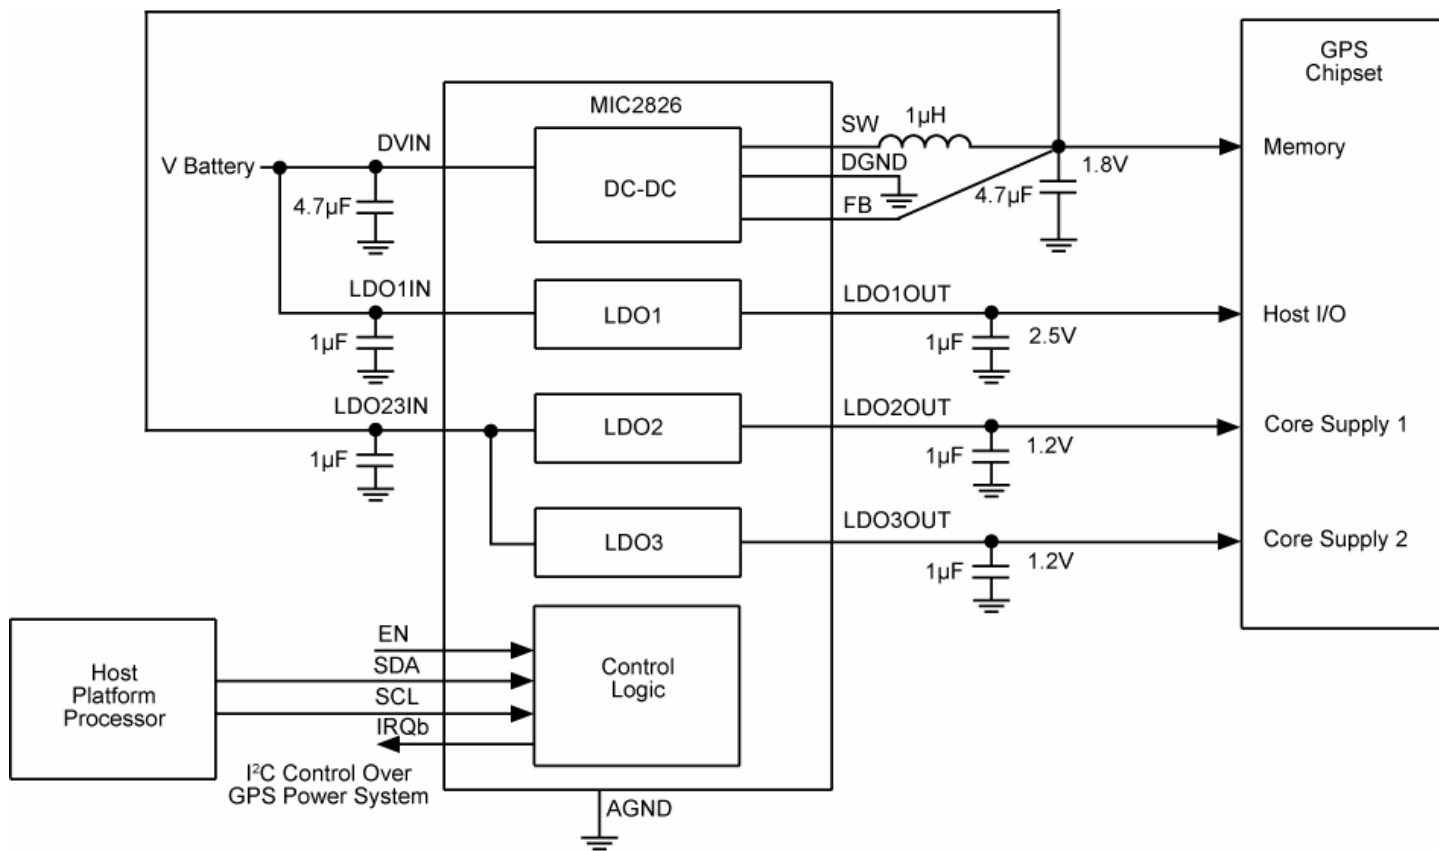 GPS
Chipset
MIC2826
SW
1µH
DVIN
Memory
V Battery
DGND
1.8V
DC-DC
4.7µF
4.7µF
FB
LDO1IN
LDO1OUT
LDO1
Host I/O
1µF
1µF
2.5V
LDO23IN
LDO2OUT
LDO2
Core Supply 1
1µF
1µF
1.2V
LDO3OUT
LDO3
Core Supply 2
1µF
1.2V
EN
Host
Platform
Processor
SDA
SCL
IRQb
Control
Logic
I²C Control Over
GPS Power System
AGND